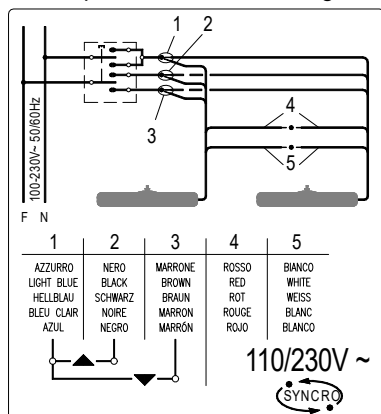 1 2
3
4
5
100-230V~ 50/60Hz
F N
1 2 3 4 5
AZZURRO NERO MARRONE ROSSO BIANCO
LIGHT BLUE BLACK BROWN RED WHITE
HELLBLAU SCHWARZ BRAUN ROT WEISS
BLEU CLAIR NOIRE MARRON ROUGE BLANC
AZUL NEGRO MARRÓN ROJO BLANCO
110/230V ~
SYNCRO